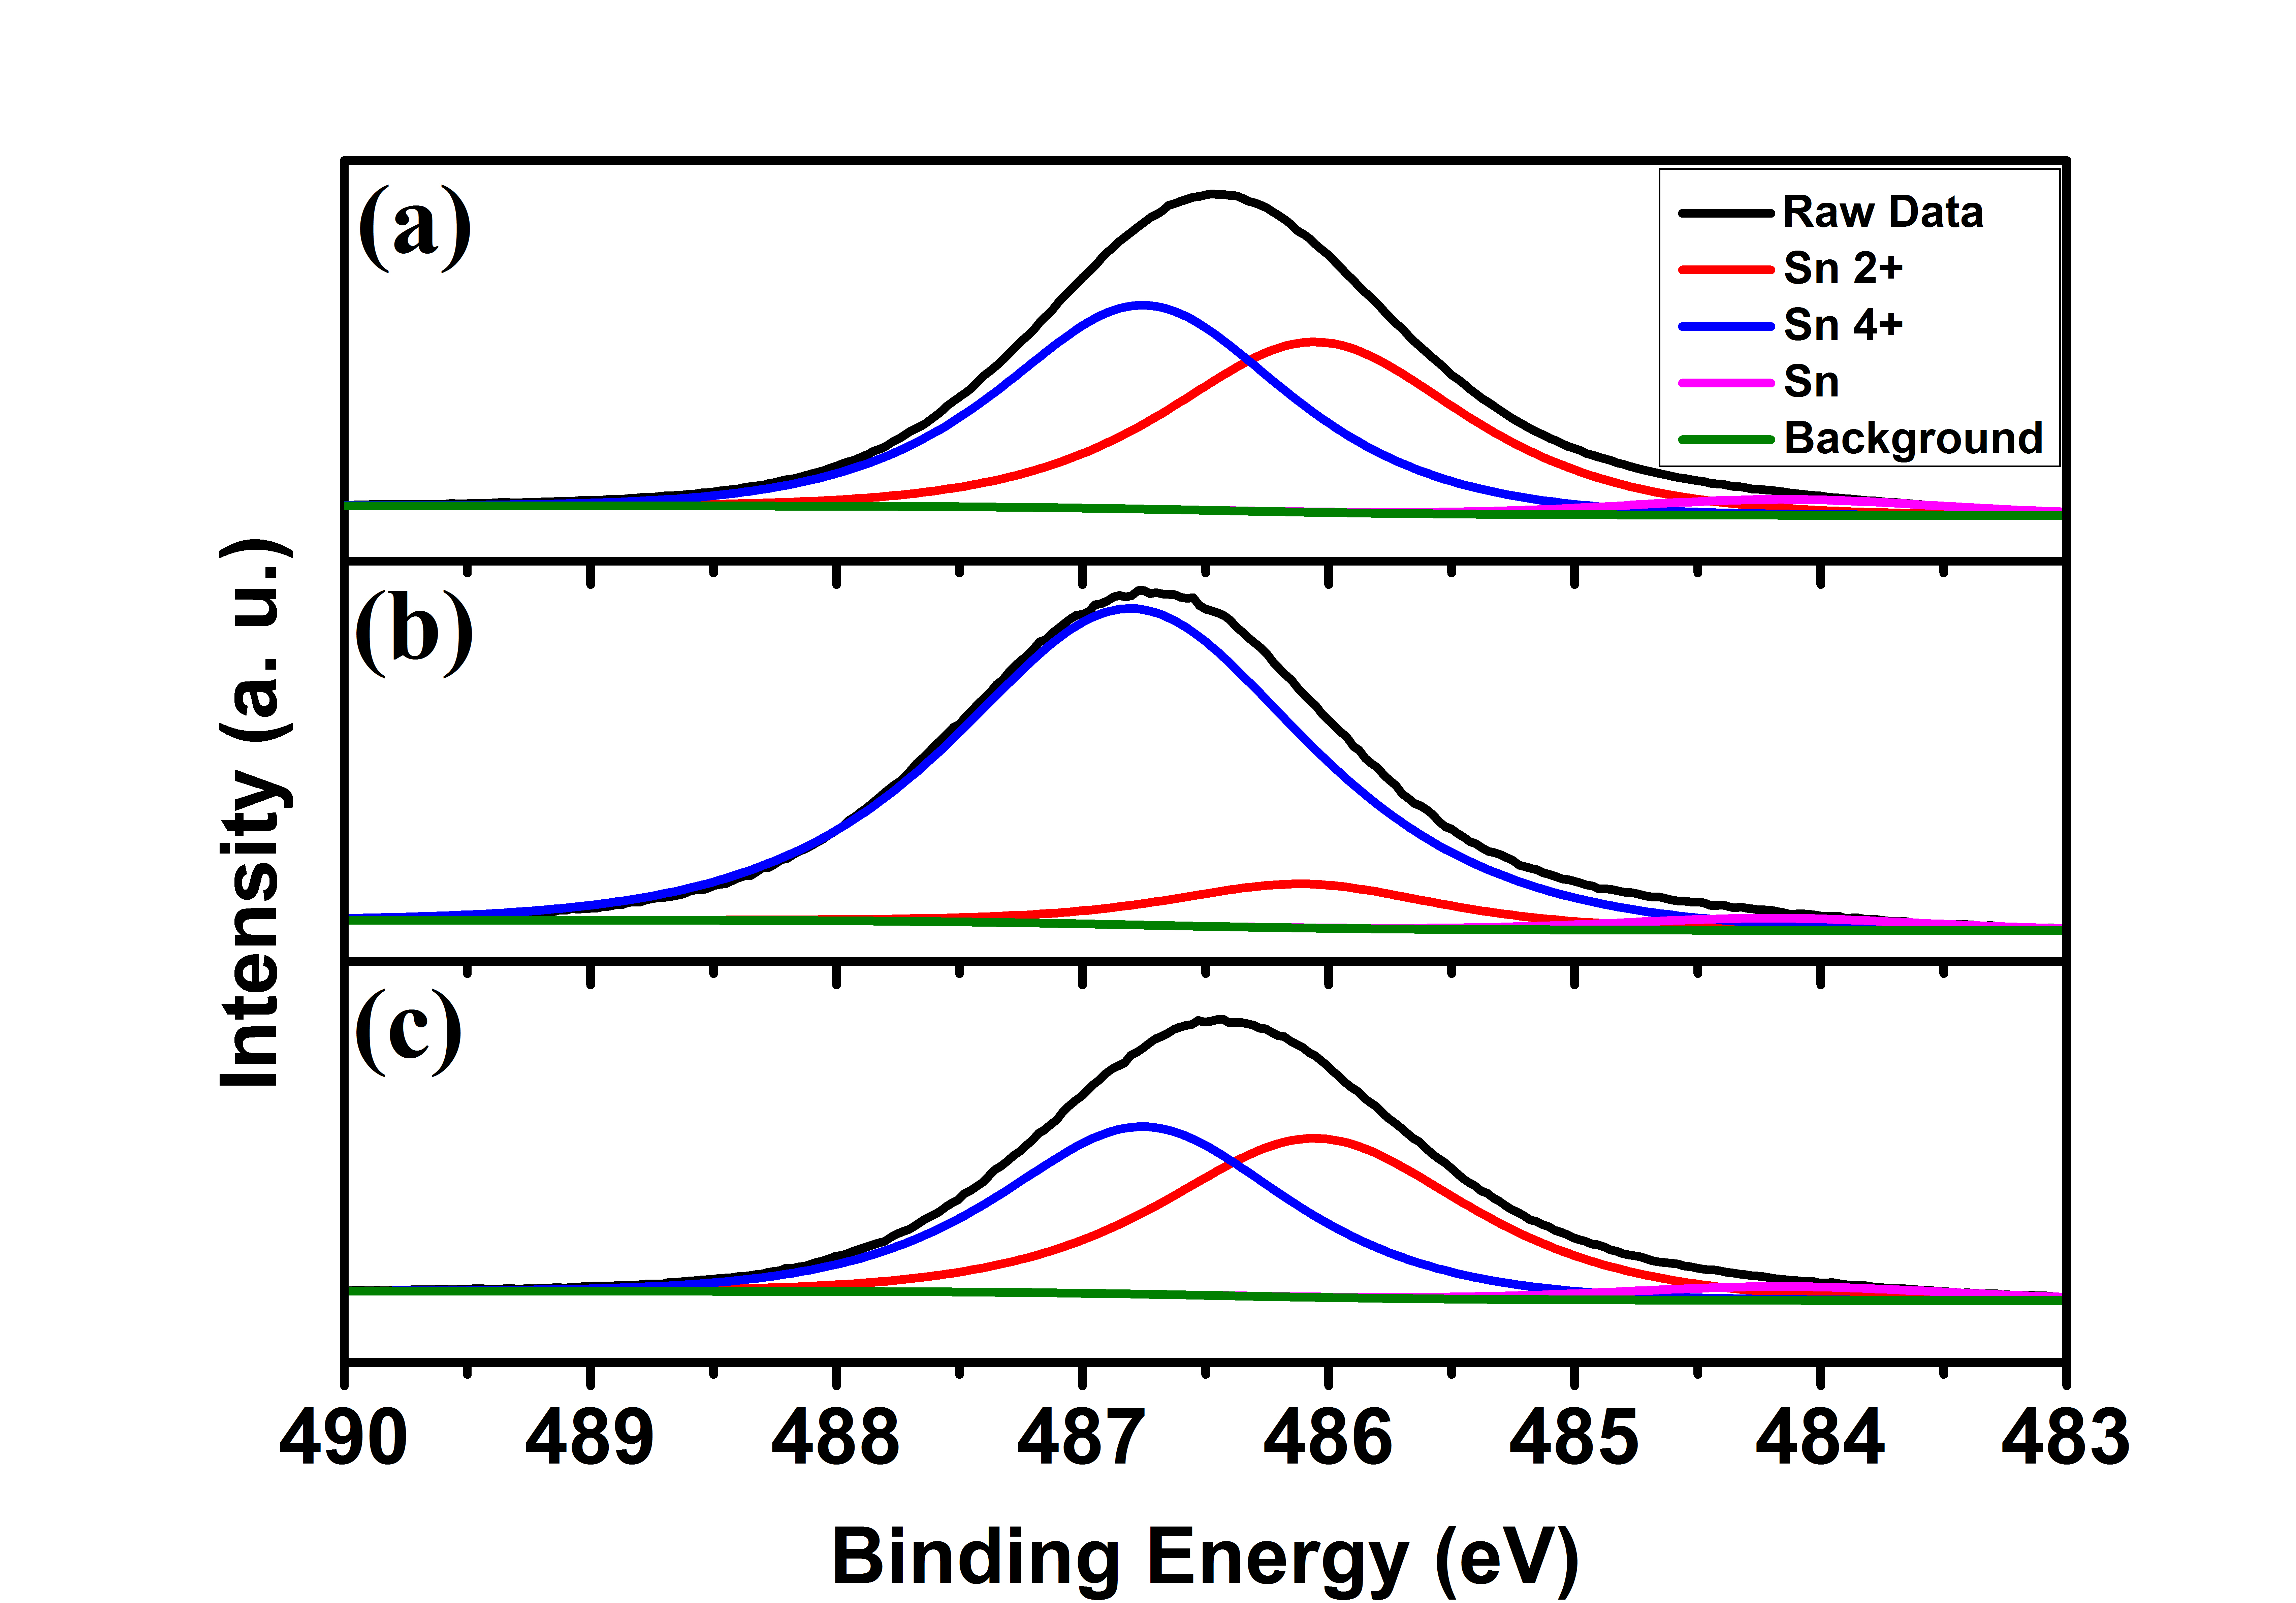 (a)
Raw Data
Sn 2+
Sn 4+
Sn
Background
(b)
(c)
Intensity (a. u.)
490 489 488 487 486 485 484 483
Binding Energy (eV)